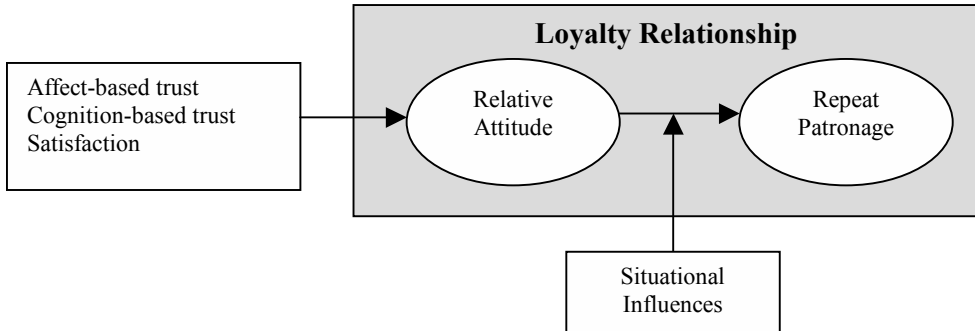 Loyalty Relationship
Affect-based trust
Cognition-based trust
Satisfaction
Relative
Attitude
Repeat
Patronage
Situational
Influences